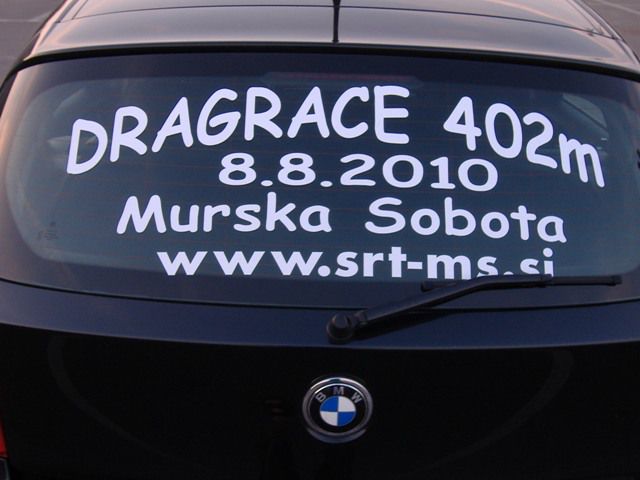 DRAGRACE 402m
8.8.2010
Murska Sobota
www.srt-ms.si
BMW